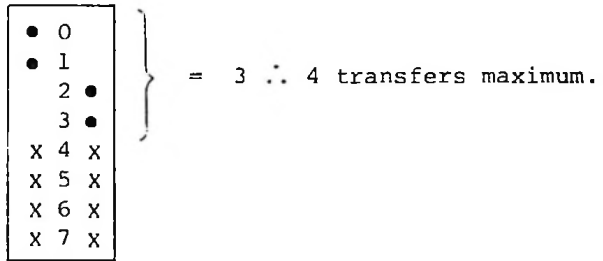 ● 0
● 1
2 ●
3 ●
X 4 X
X 5 X
X 6 X
X 7 X
= 3 ∴ 4 transfers maximum.